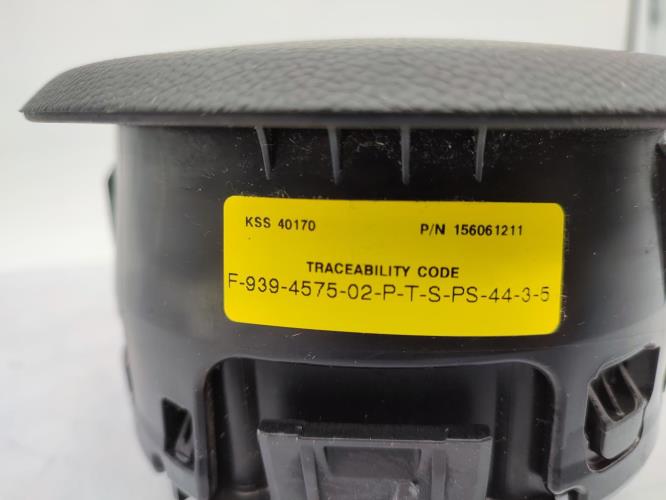 KSS 40170 P/N 156061211
TRACEABILITY CODE
F-939-4575-02-P-T-S-PS-44-3-5